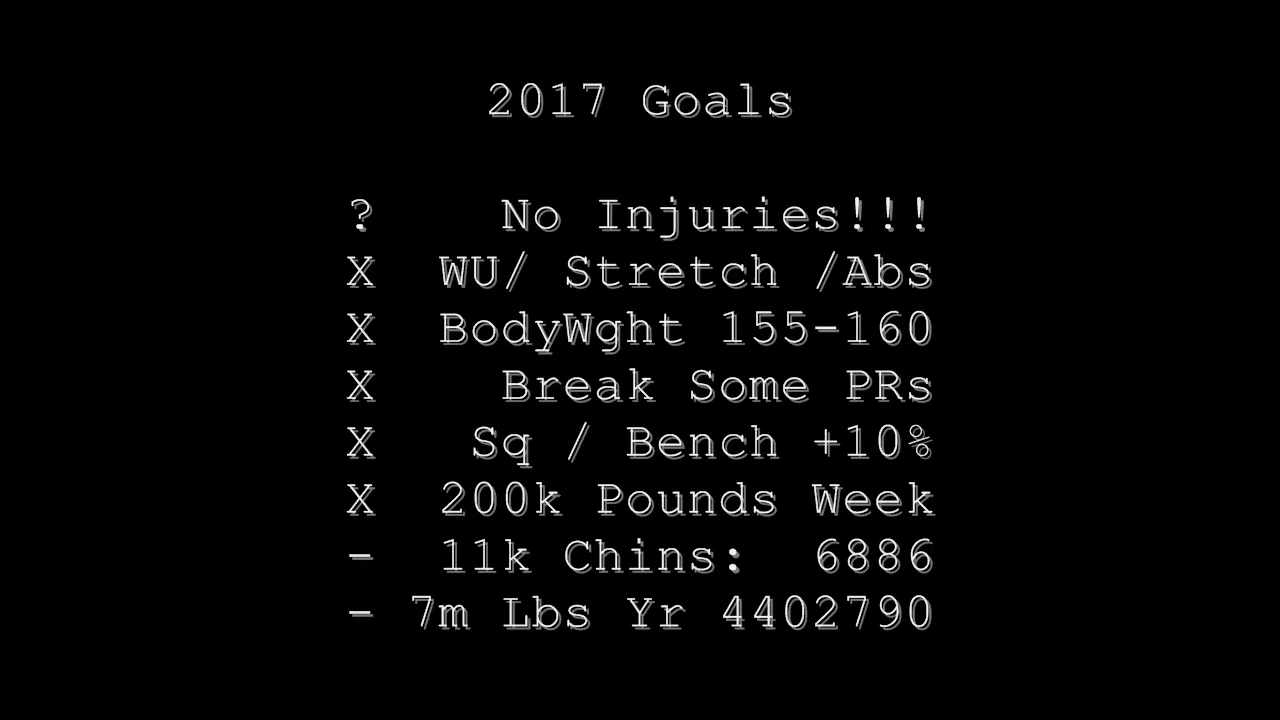 2017 Goals
? No Injuries!!!
X WU/ Stretch /Abs
X BodyWght 155-160
X Break Some PRs
X Sq / Bench +10%
X 200k Pounds Week
- 11k Chins: 6886
- 7m Lbs Yr 4402790